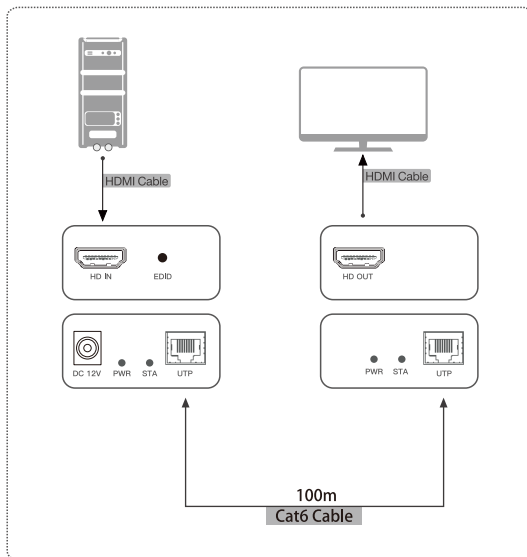 HDMI Cable
HDMI Cable
HD IN
EDID
HD OUT
DC 12V
PWR
STA
UTP
PWR
STA
UTP
100m
Cat6 Cable